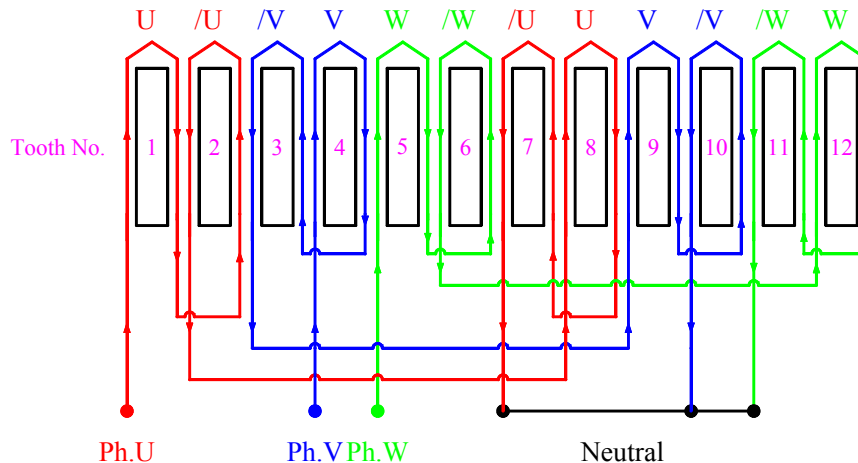 U /U /V V W /W /U U V /V /W W
Tooth No. 1 2 3 4 5 6 7 8 9 10 11 12
Ph.U Ph.V Ph.W Neutral